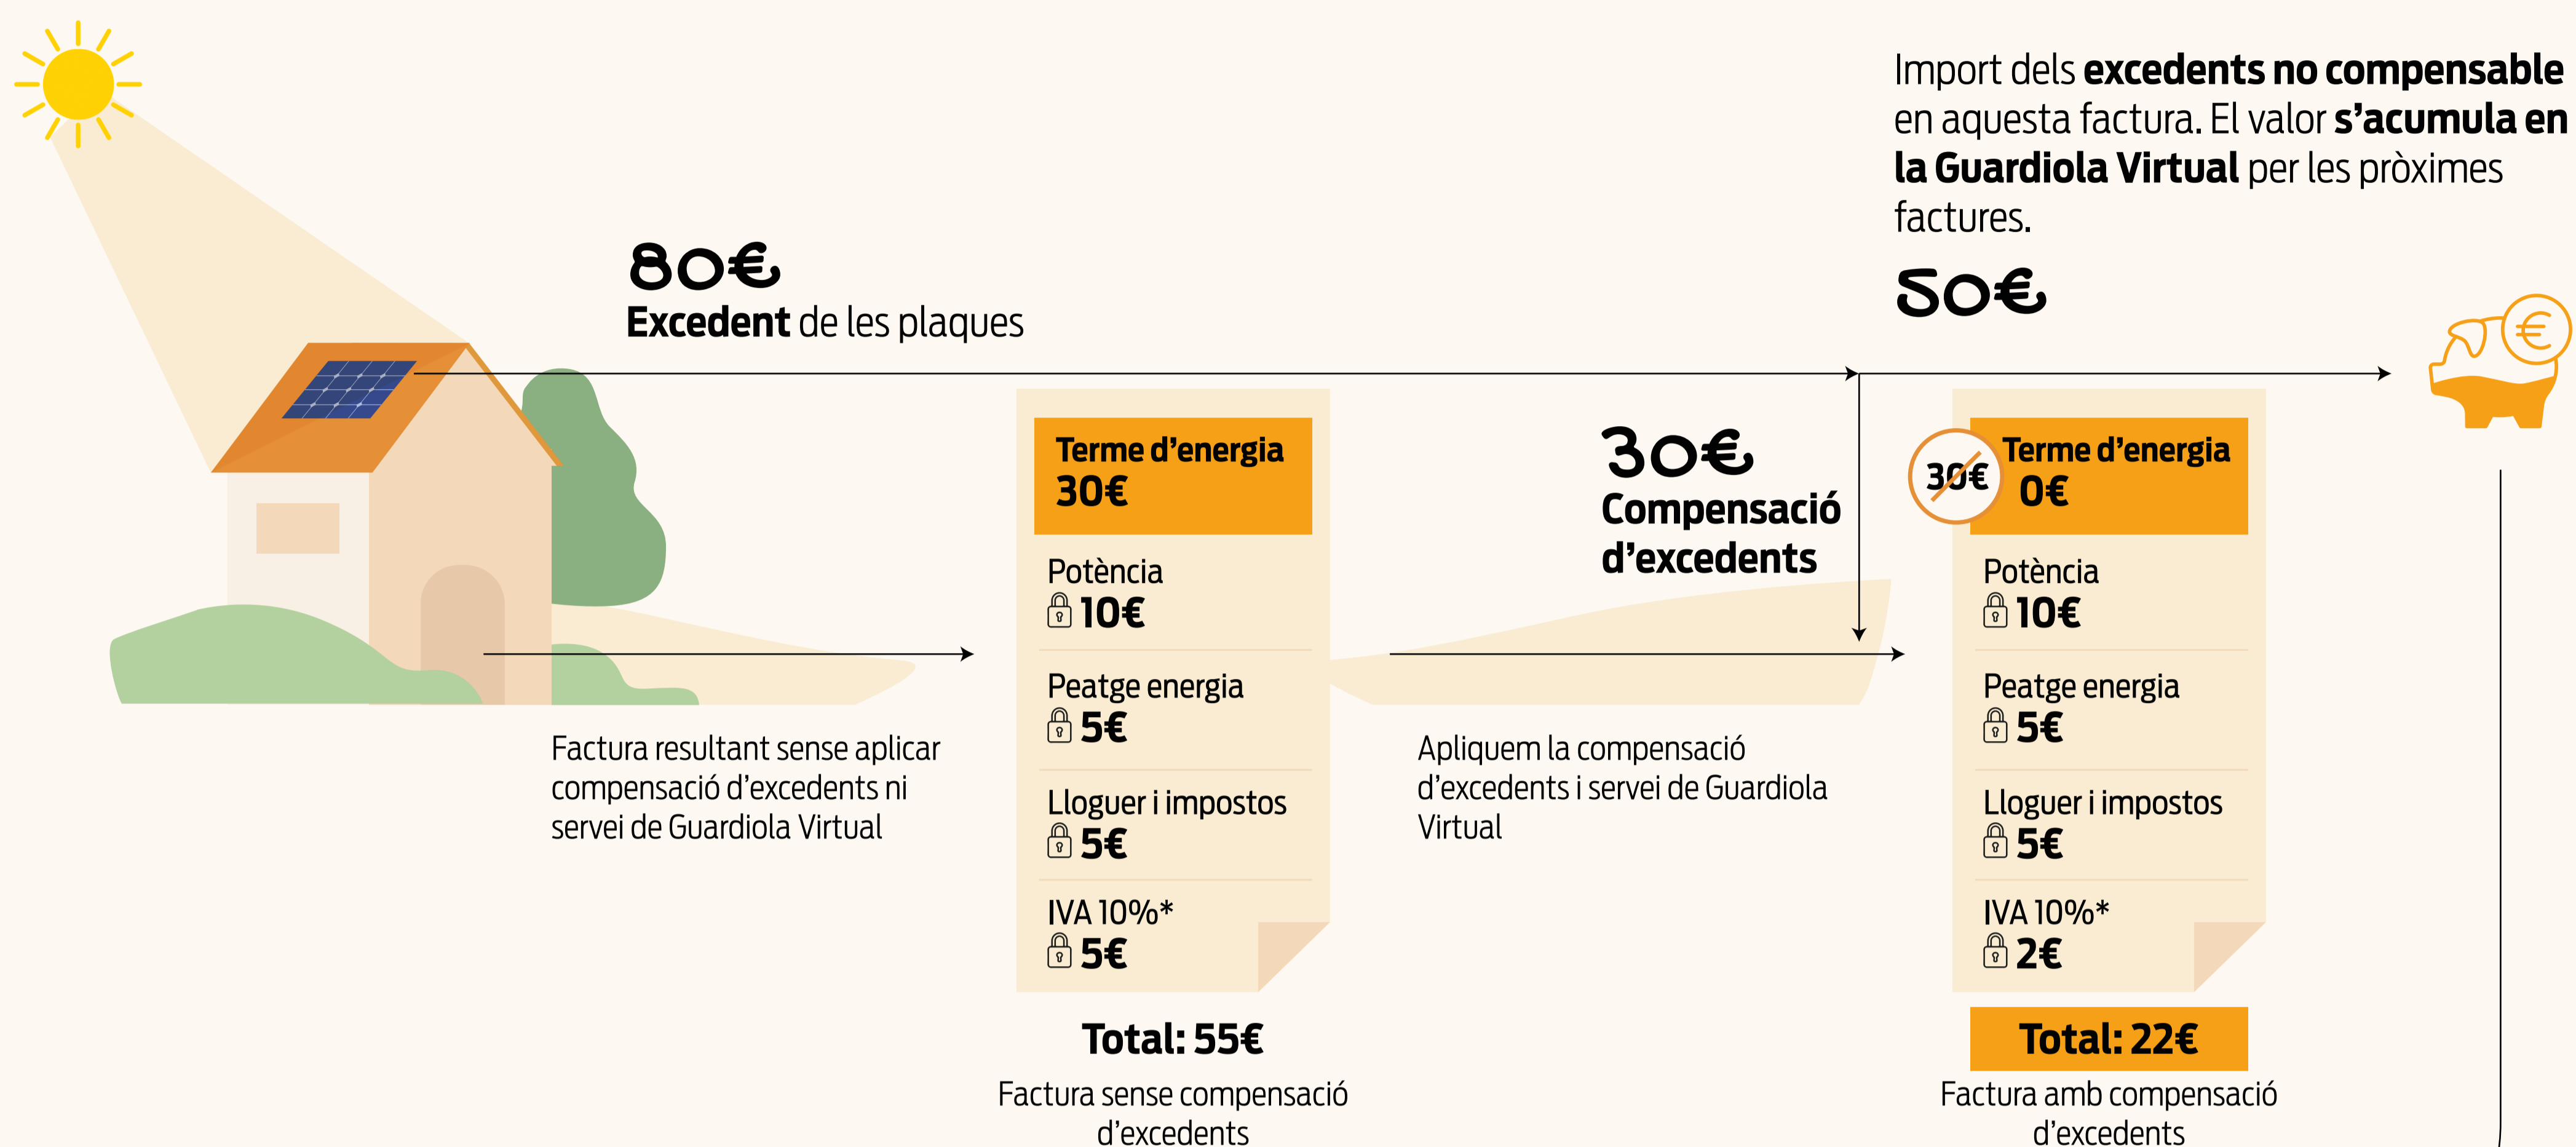 Import dels excedents no compensable
en aquesta factura. El valor s'acumula en
la Guardiola Virtual per les pròximes
factures.
50€
80€
Excedent de les plaques
Factura resultant sense aplicar
compensació d'excedents ni
servei de Guardiola Virtual
Terme d'energia
30€
Potència
10€
Peatge energia
5€
Lloguer i impostos
5€
IVA 10%*
5€
Total: 55€
Factura sense compensació
d'excedents
30€
Compensació
d'excedents
Apliquem la compensació
d'excedents i servei de Guardiola
Virtual
30€
Terme d'energia
0€
Potència
10€
Peatge energia
5€
Lloguer i impostos
5€
IVA 10%*
2€
Total: 22€
Factura amb compensació
d'excedents
€